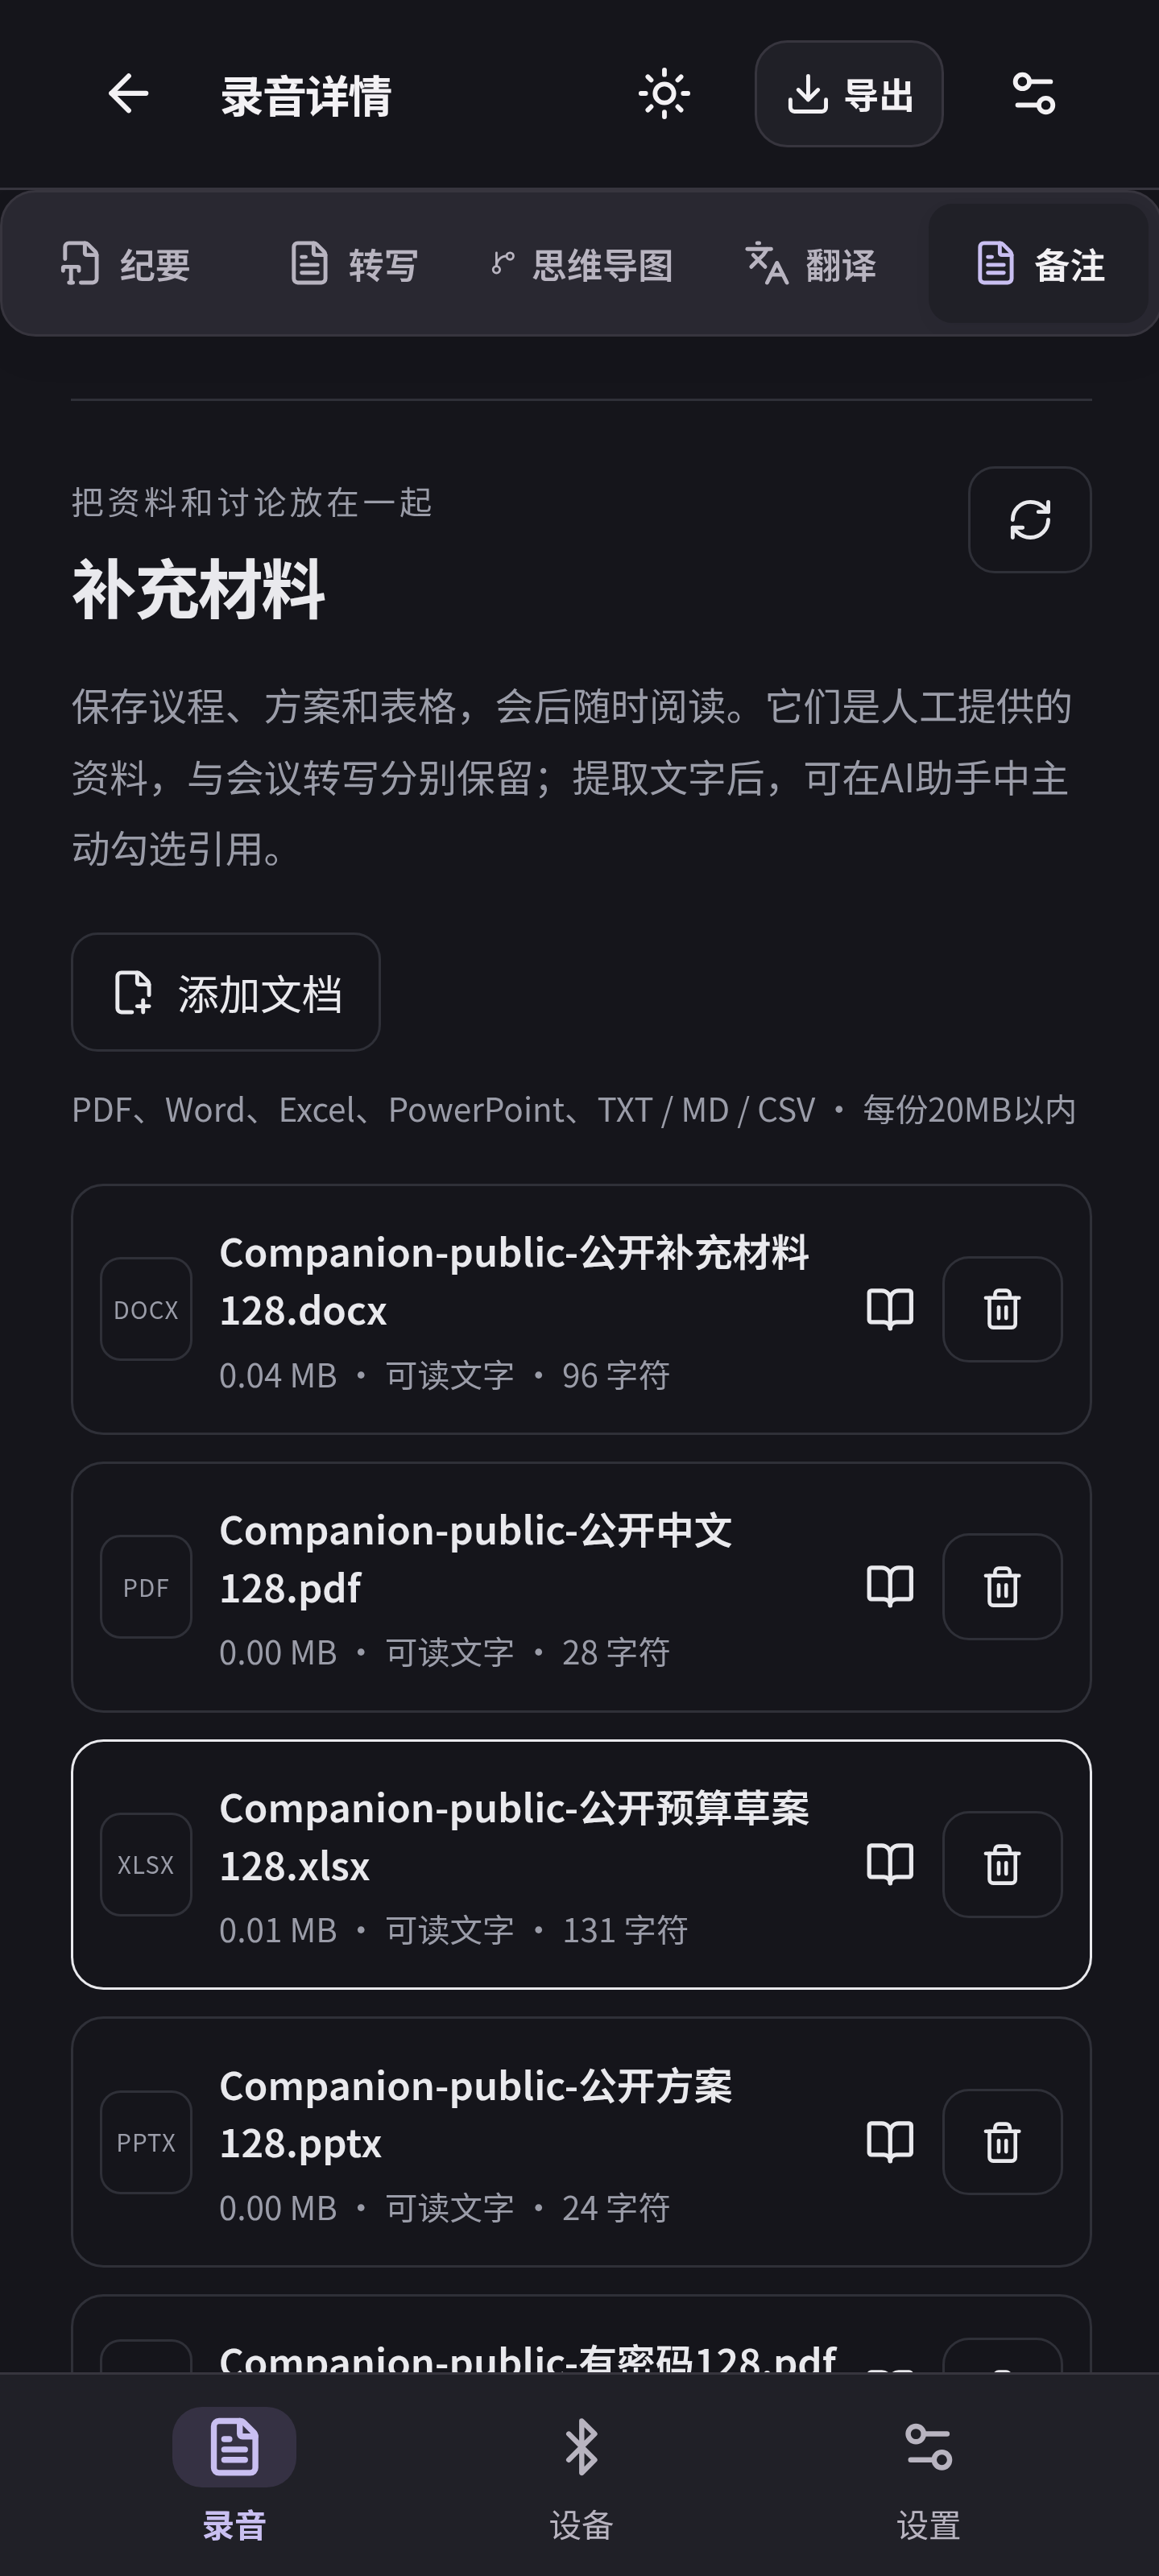 录音详情
导出
纪要
转写
思维导图
翻译
备注
把资料和讨论放在一起
补充材料
保存议程、方案和表格，会后随时阅读。它们是人工提供的
资料，与会议转写分别保留；提取文字后，可在AI助手中主
动勾选引用。
添加文档
PDF、Word、Excel、PowerPoint、TXT / MD / CSV · 每份20MB以内
DOCX
Companion-public-公开补充材料
128.docx
0.04 MB · 可读文字 · 96 字符
PDF
Companion-public-公开中文
128.pdf
0.00 MB · 可读文字 · 28 字符
XLSX
Companion-public-公开预算草案
128.xlsx
0.01 MB · 可读文字 · 131 字符
PPTX
Companion-public-公开方案
128.pptx
0.00 MB · 可读文字 · 24 字符
Companion-public-有密码128.pdf
录音
设备
设置